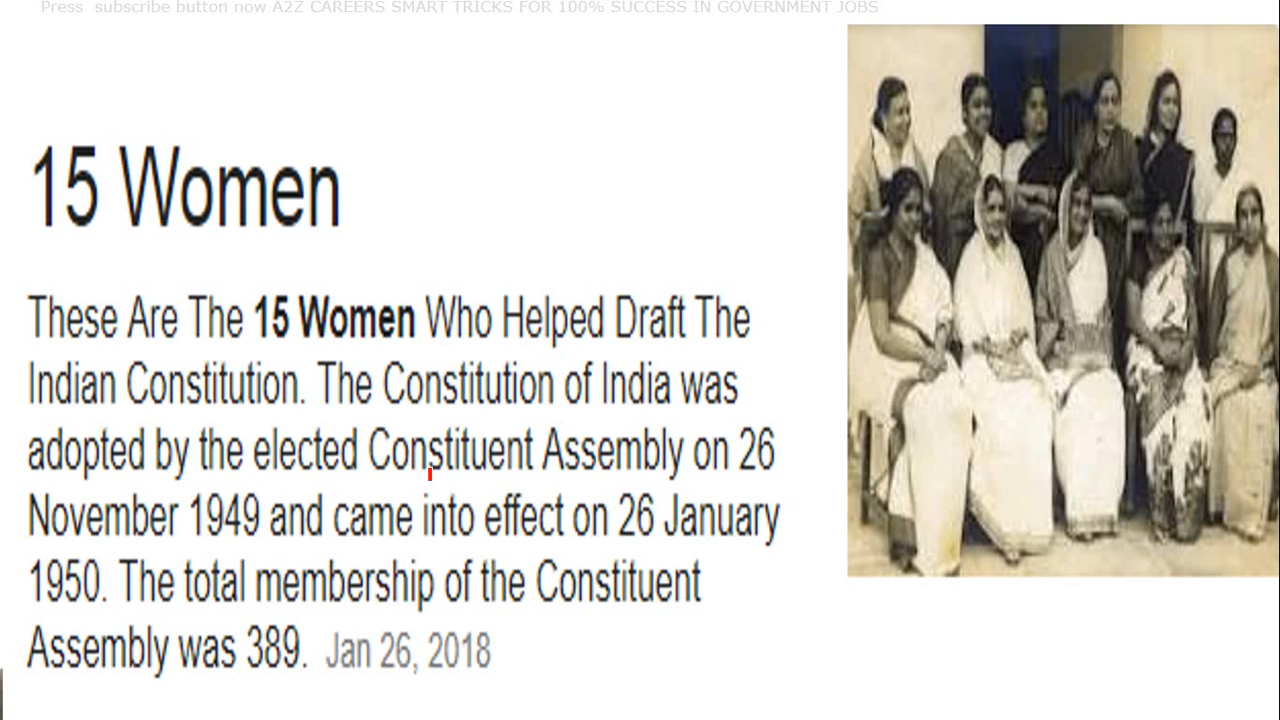 Press subscribe button now A2Z CAREERS SMART TRICKS FOR 100% SUCCESS IN GOVERNMENT JOBS
15 Women
These Are The 15 Women Who Helped Draft The
Indian Constitution. The Constitution of India was
adopted by the elected Constituent Assembly on 26
November 1949 and came into effect on 26 January
1950. The total membership of the Constituent
Assembly was 389. Jan 26, 2018